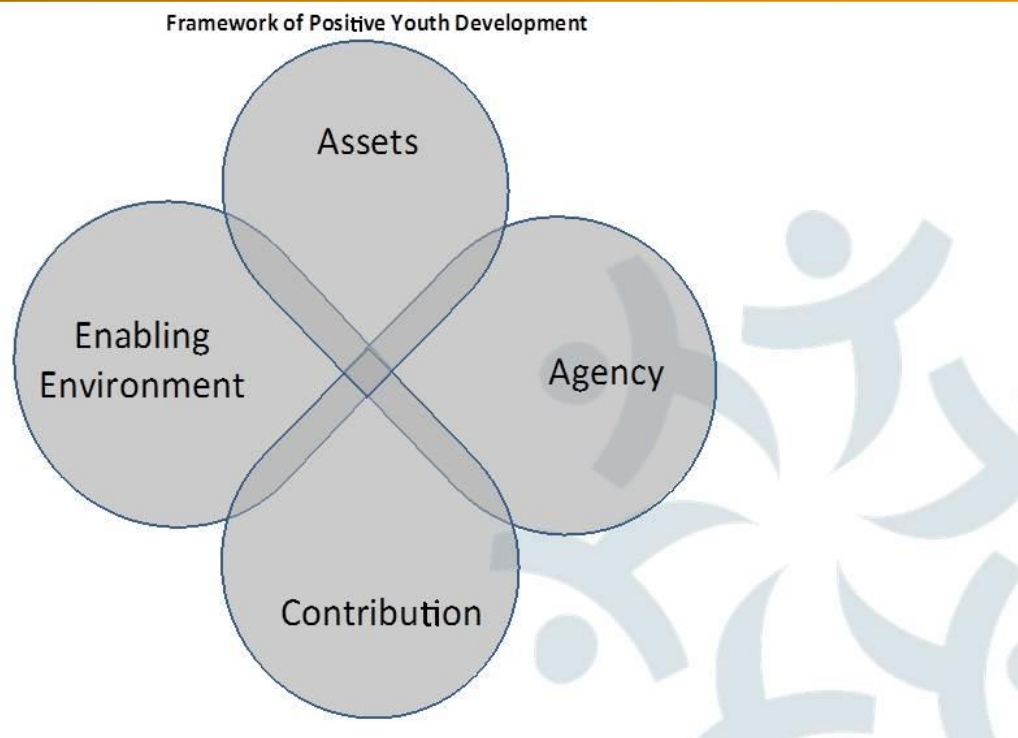 Framework of Positive Youth Development
Assets
Enabling
Environment
Agency
Contribution